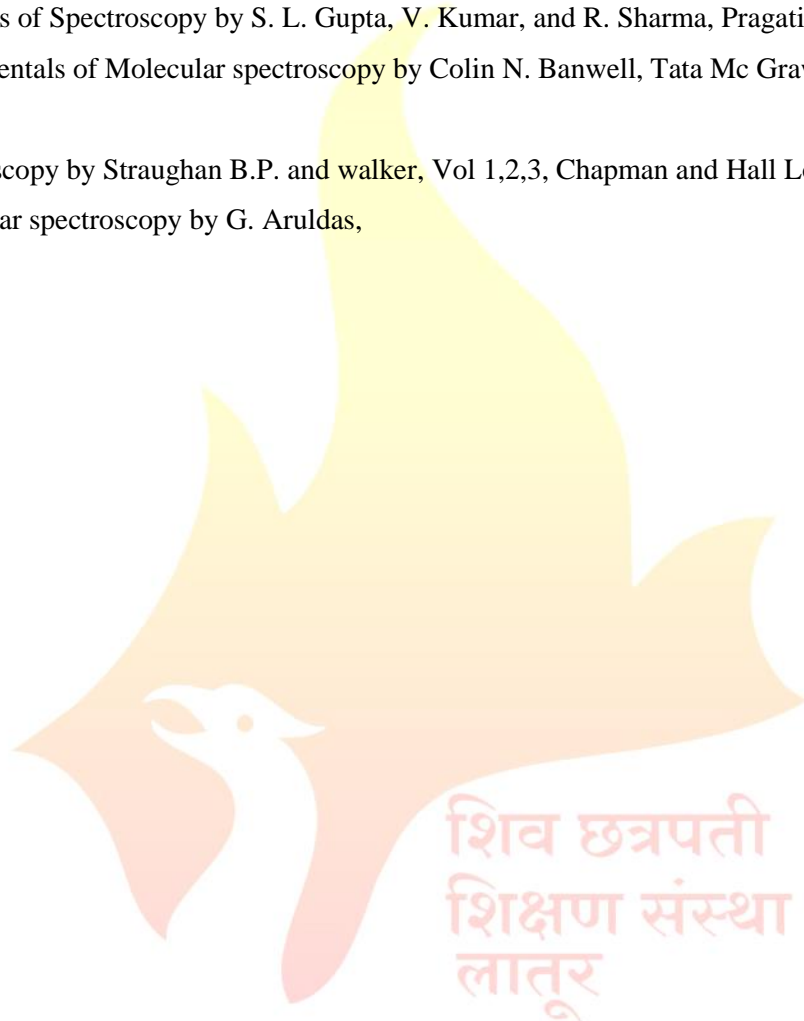 s of Spectroscopy by S. L. Gupta, V. Kumar, and R. Sharma, Pragati
entals of Molecular spectroscopy by Colin N. Banwell, Tata Mc Grav
scopy by Straughan B.P. and walker, Vol 1,2,3, Chapman and Hall Lo
ar spectroscopy by G. Aruldas,
शिव छत्रपती
शिक्षण संस्था
लातूर